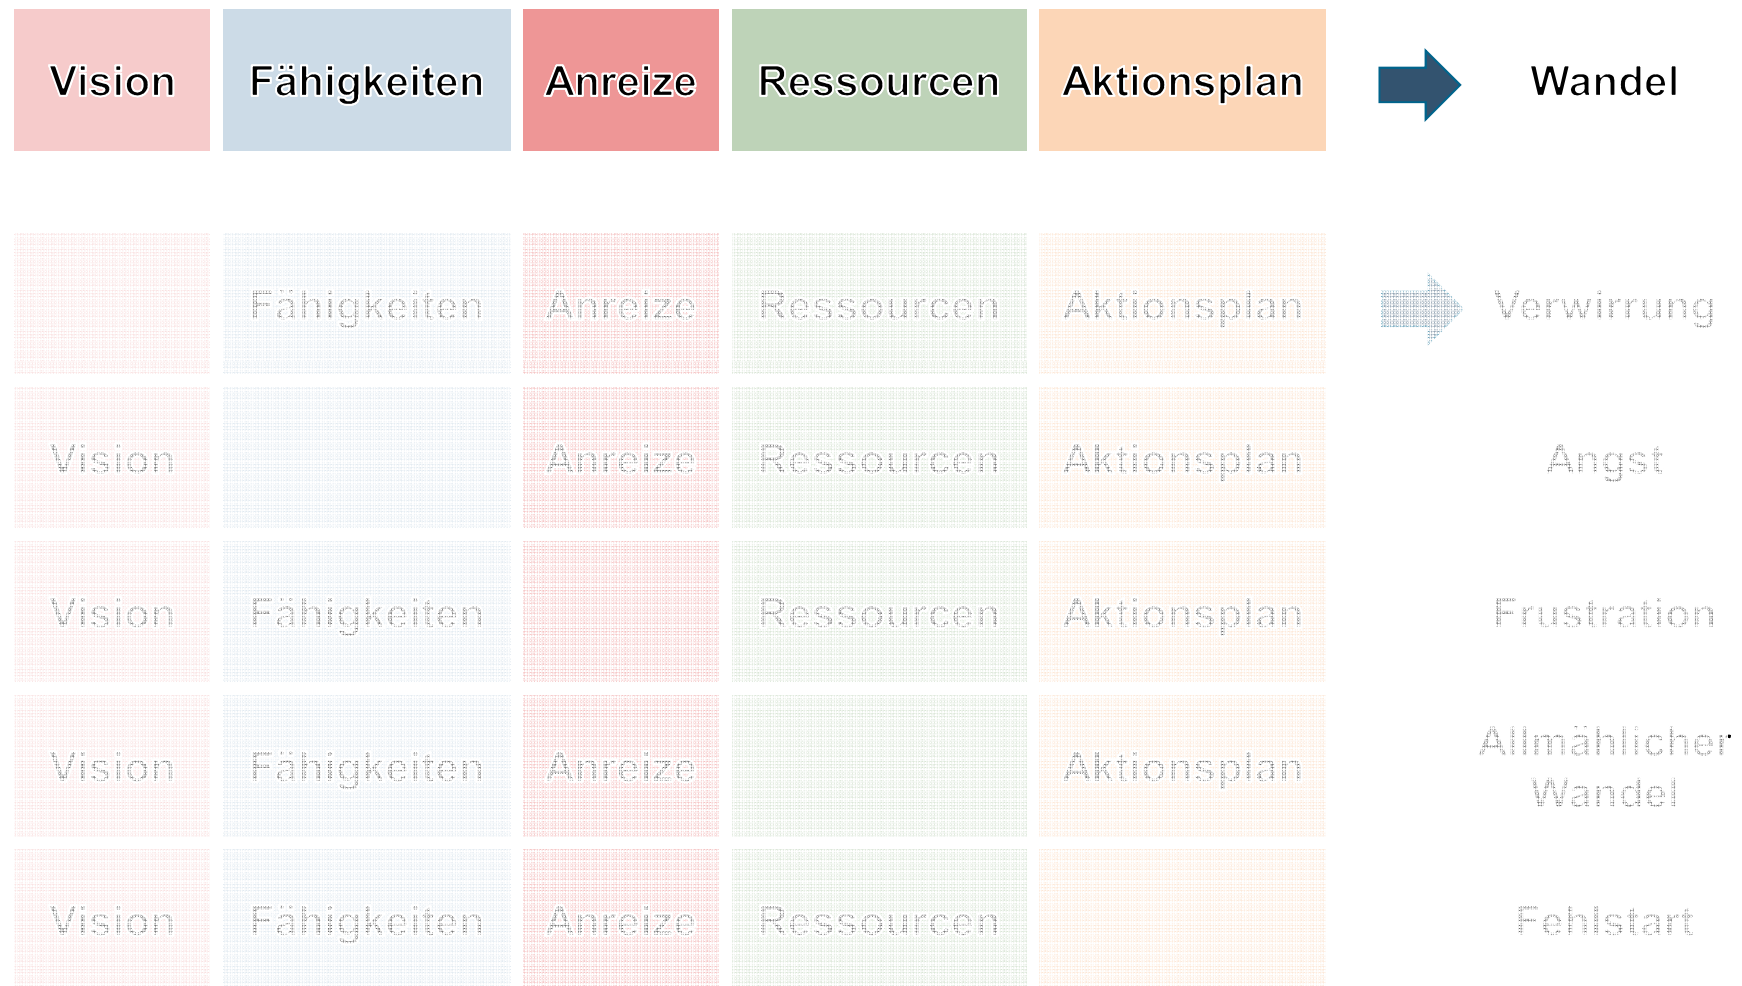 Vision Fähigkeiten Anreize Ressourcen Aktionsplan Wandel
Fähigkeiten Anreize Ressourcen Aktionsplan Verwirrung
Vision Anreize Ressourcen Aktionsplan Angst
Vision Fähigkeiten Ressourcen Aktionsplan Frustration
Vision Fähigkeiten Anreize Aktionsplan Allmählicher
Wandel
Vision Fähigkeiten Anreize Ressourcen Fehlstart